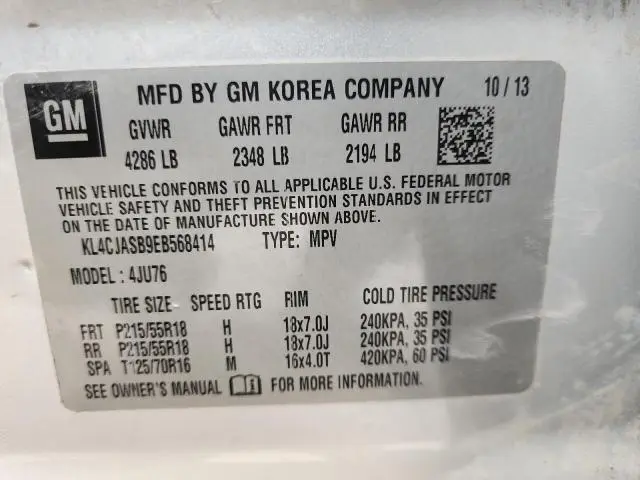 GM
MFD BY GM KOREA COMPANY 10/13
GVWR GAWR FRT GAWR RR
4286 LB 2348 LB 2194 LB
THIS VEHICLE CONFORMS TO ALL APPLICABLE U.S. FEDERAL MOTOR
VEHICLE SAFETY AND THEFT PREVENTION STANDARDS IN EFFECT
ON THE DATE OF MANUFACTURE SHOWN ABOVE.
KL4CJASB9EB568414 TYPE: MPV
MODEL: 4JU76
TIRE SIZE SPEED RTG RIM COLD TIRE PRESSURE
FRT P215/55R18 H 18x7.0J 240KPA, 35 PSI
RR P215/55R18 H 18x7.0J 240KPA, 35 PSI
SPA T125/70R16 M 16x4.0T 420KPA, 60 PSI
SEE OWNER'S MANUAL FOR MORE INFORMATION.